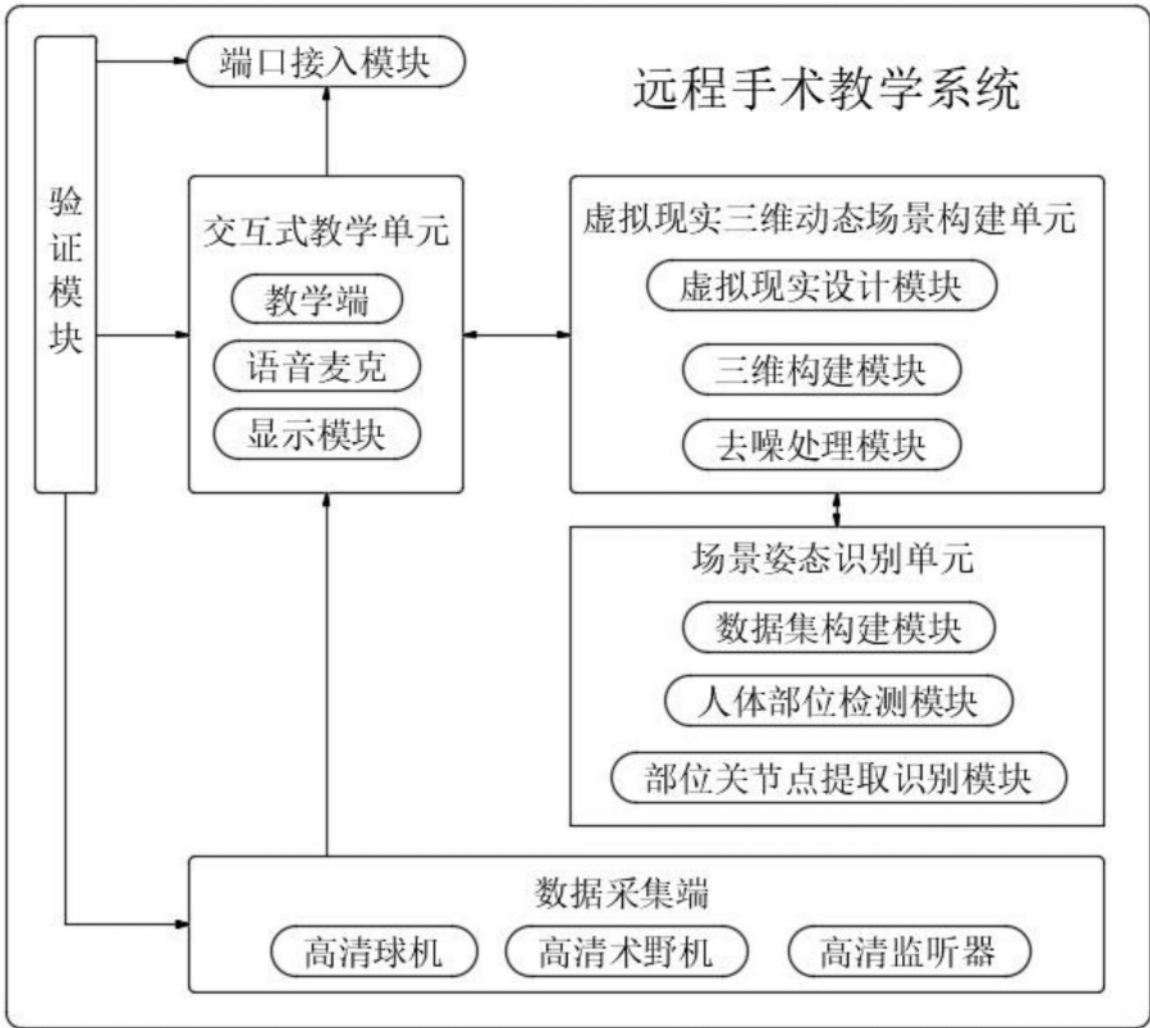 端口接入模块
远程手术教学系统
验证模块
交互式教学单元
教学端
语音麦克
显示模块
虚拟现实三维动态场景构建单元
虚拟现实设计模块
三维构建模块
去噪处理模块
场景姿态识别单元
数据集构建模块
人体部位检测模块
部位关节点提取识别模块
数据采集端
高清球机
高清术野机
高清监听器